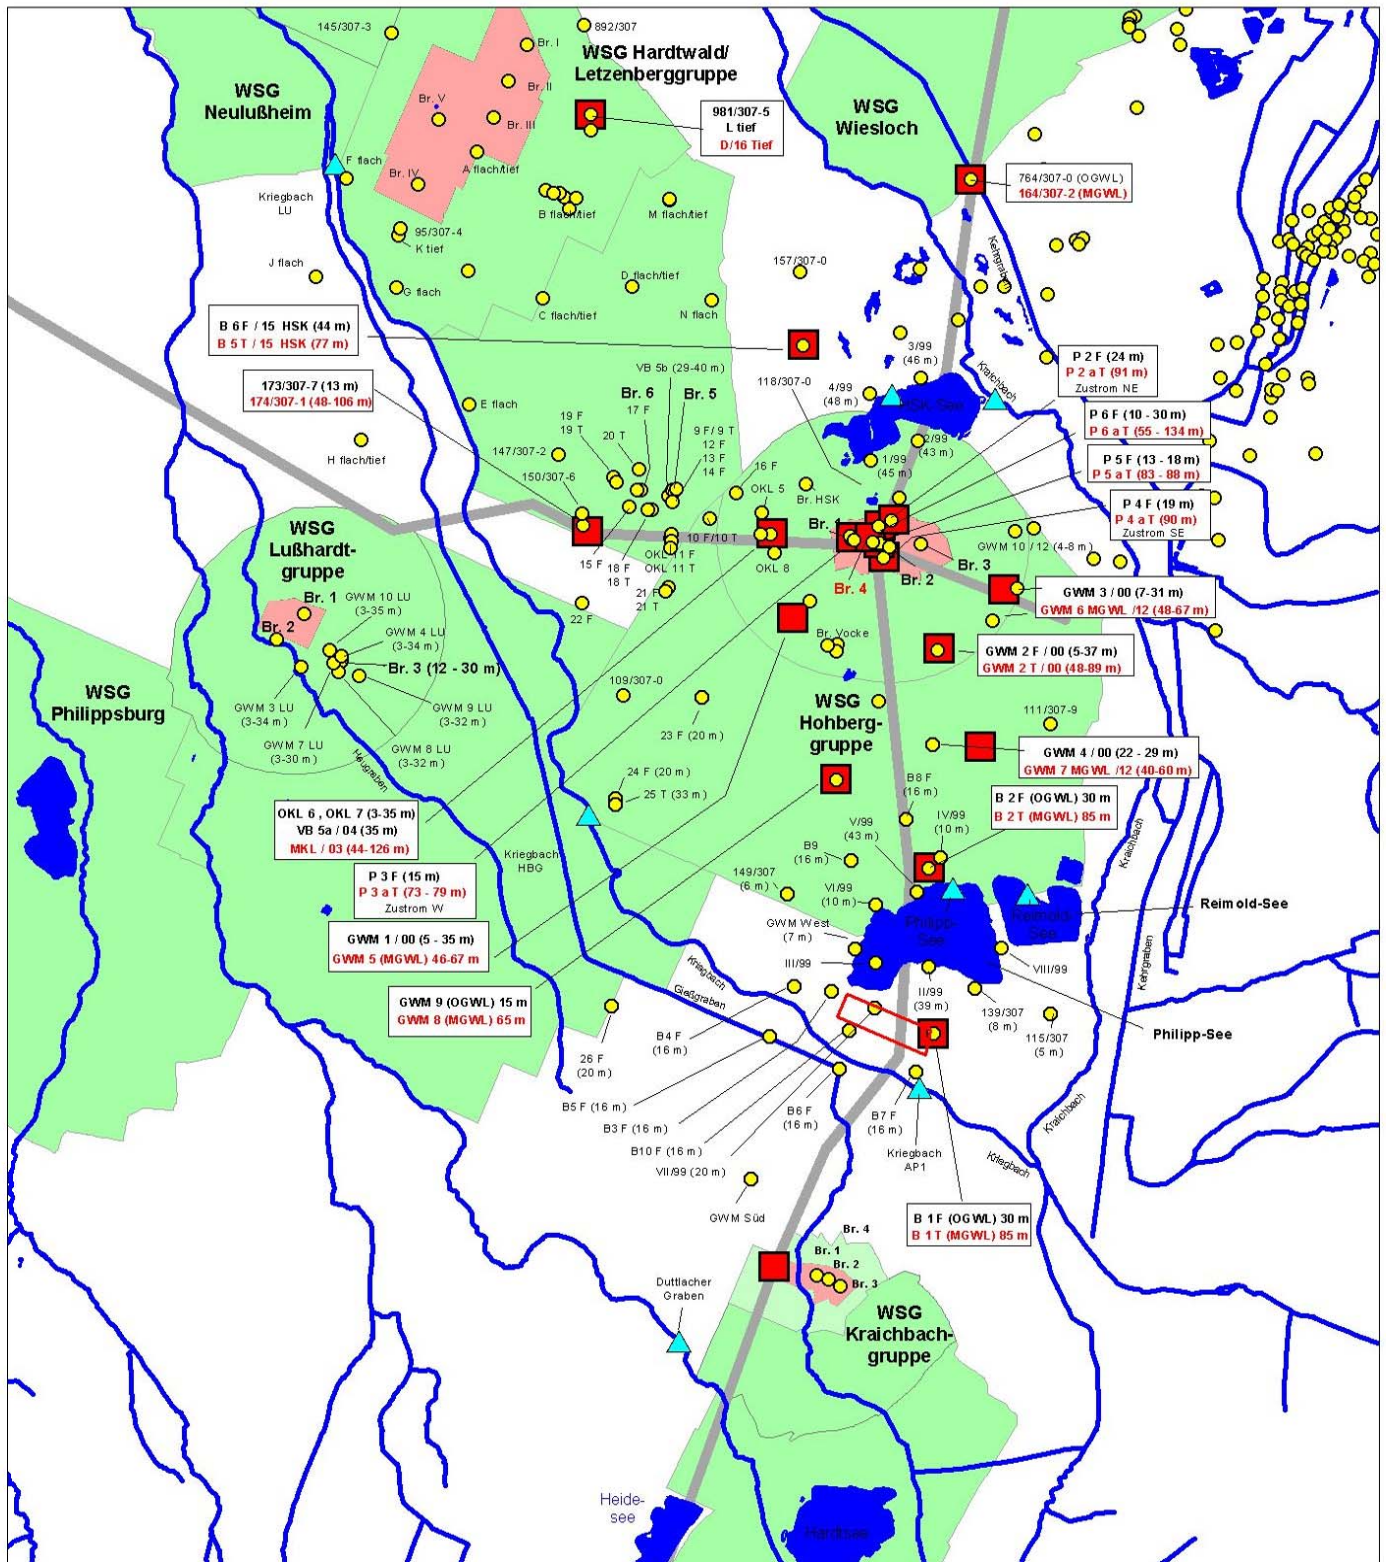 145/307-3
892/307
Br. I
WSG Hardtwald/
Letzenberggruppe
WSG
Neulußheim
Br. II
Br. V
Br. III
981/307-5
L tief
D/16 Tief
WSG
Wiesloch
F flach
A flach/tief
Br. IV
Kriegbach
LU
764/307-0 (OGWL)
164/307-2 (MGWL)
B flach/tief
M flach/tief
95/307-4
K tief
Kehrgraben
J flach
G flach
D flach/tief
157/307-0
C flach/tief
N flach
B 6 F / 15 HSK (44 m)
B 5 T / 15 HSK (77 m)
3/99
(46 m)
P 2 F (24 m)
P 2 a T (91 m)
Zustrom NE
Kraichbach
VB 5b (29-40 m)
118/307-0
173/307-7 (13 m)
174/307-1 (48-106 m)
4/99
(48 m)
HSK-See
E flach
Br. 6
Br. 5
17 F
19 F
19 T
9 F/ 9 T
12 F
13 F
14 F
P 6 F (10 - 30 m)
P 6 a T (55 - 134 m)
H flach/tief
147/307-2
20 T
2/99
(43 m)
1/99
(45 m)
P 5 F (13 - 18 m)
P 5 a T (83 - 88 m)
150/307-6
16 F
OKL 5
Br. HSK
P 4 F (19 m)
P 4 a T (90 m)
Zustrom SE
WSG
Lußhardt-
gruppe
Br. 1
10 F/10 T
GWM 10 / 12 (4-8 m)
15 F
OKL 11 F
OKL 11 T
OKL 8
Br. 3
Br. 2
Br. 4
18 F
18 T
21 F
21 T
22 F
GWM 3 / 00 (7-31 m)
GWM 6 MGWL /12 (48-67 m)
Br. 1
GWM 10 LU
(3-35 m)
Br. 2
GWM 4 LU
(3-34 m)
Br. Vocke
GWM 2 F / 00 (5-37 m)
GWM 2 T / 00 (48-89 m)
Br. 3 (12 - 30 m)
WSG
Philippsburg
GWM 3 LU
(3-34 m)
GWM 9 LU
(3-32 m)
109/307-0
23 F (20 m)
WSG
Hohberg-
gruppe
111/307-9
GWM 7 LU
(3-30 m)
GWM 8 LU
(3-32 m)
Heugraben
GWM 4 / 00 (22 - 29 m)
GWM 7 MGWL /12 (40-60 m)
24 F (20 m)
25 T (33 m)
B8 F
(16 m)
B 2 F (OGWL) 30 m
B 2 T (MGWL) 85 m
OKL 6 , OKL 7 (3-35 m)
VB 5a / 04 (35 m)
MKL / 03 (44-126 m)
V/99
(43 m)
IV/99
(10 m)
Kraichbach
Kriegbach
HBG
B9
(16 m)
P 3 F (15 m)
P 3 a T (73 - 79 m)
Zustrom W
149/307
(6 m)
VI/99
(10 m)
Reimold-See
Philipp-
See
Reimold-
See
GWM West
(7 m)
GWM 1 / 00 (5 - 35 m)
GWM 5 (MGWL) 46-67 m
Kehrgraben
Kriegbach
Gießgraben
III/99
VIII/99
GWM 9 (OGWL) 15 m
GWM 8 (MGWL) 65 m
II/99
(39 m)
139/307
(8 m)
Philipp-See
115/307
(5 m)
26 F
(20 m)
B4 F
(16 m)
B5 F (16 m)
B6 F
(16 m)
B7 F
(16 m)
Kraichbach
B3 F (16 m)
B10 F (16 m)
VII/99 (20 m)
Kriegbach
AP1
Kriegbach
GWM Süd
B 1 F (OGWL) 30 m
B 1 T (MGWL) 85 m
Br. 4
Br. 1
Br. 2
Br. 3
Duttlacher
Graben
WSG
Kraichbach-
gruppe
Heide-
see
Hardtsee